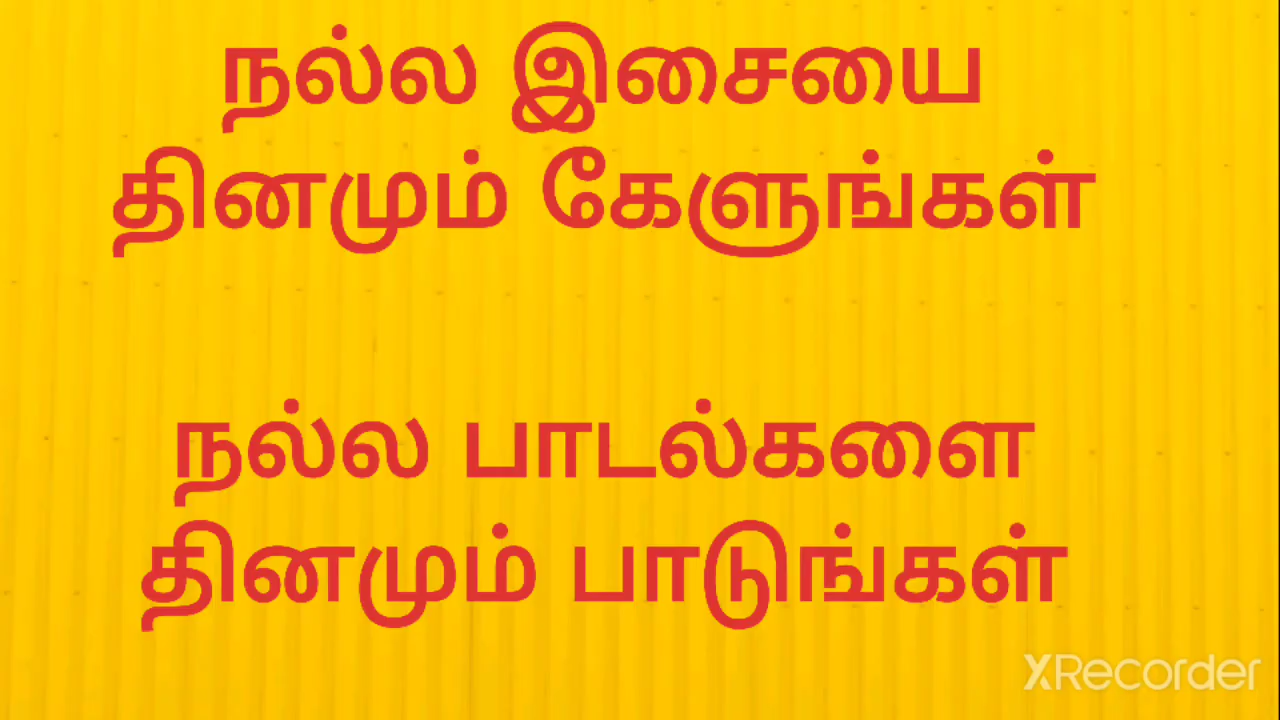 நல்ல இசையை
தினமும் கேளுங்கள்
நல்ல பாடல்களை
தினமும் பாடுங்கள்
XRecorder